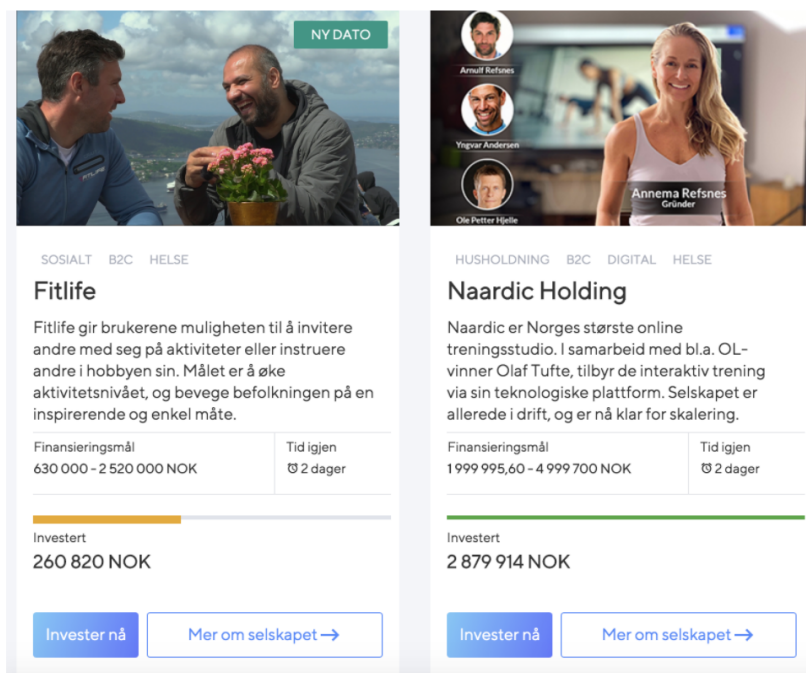 NY DATO
FITLIFE
SOSIALT B2C HELSE
Fitlife
Fitlife gir brukerene muligheten til å invitere
andre med seg på aktiviteter eller instruere
andre i hobbyen sin. Målet er å øke
aktivitetsnivået, og bevege befolkningen på en
inspirerende og enkel måte.
Finansieringsmål
630 000 - 2 520 000 NOK
Tid igjen
2 dager
Investert
260 820 NOK
Invester nå
Mer om selskapet →
Arnulf Refsnes
Yngvar Andersen
Ole Petter Hjelle
Annema Refsnes
Gründer
HUSHOLDNING B2C DIGITAL HELSE
Naardic Holding
Naardic er Norges største online
treningsstudio. I samarbeid med bl.a. OL-
vinner Olaf Tufte, tilbyr de interaktiv trening
via sin teknologiske plattform. Selskapet er
allerede i drift, og er nå klar for skalering.
Finansieringsmål
1 999 995,60 - 4 999 700 NOK
Tid igjen
2 dager
Investert
2 879 914 NOK
Invester nå
Mer om selskapet →